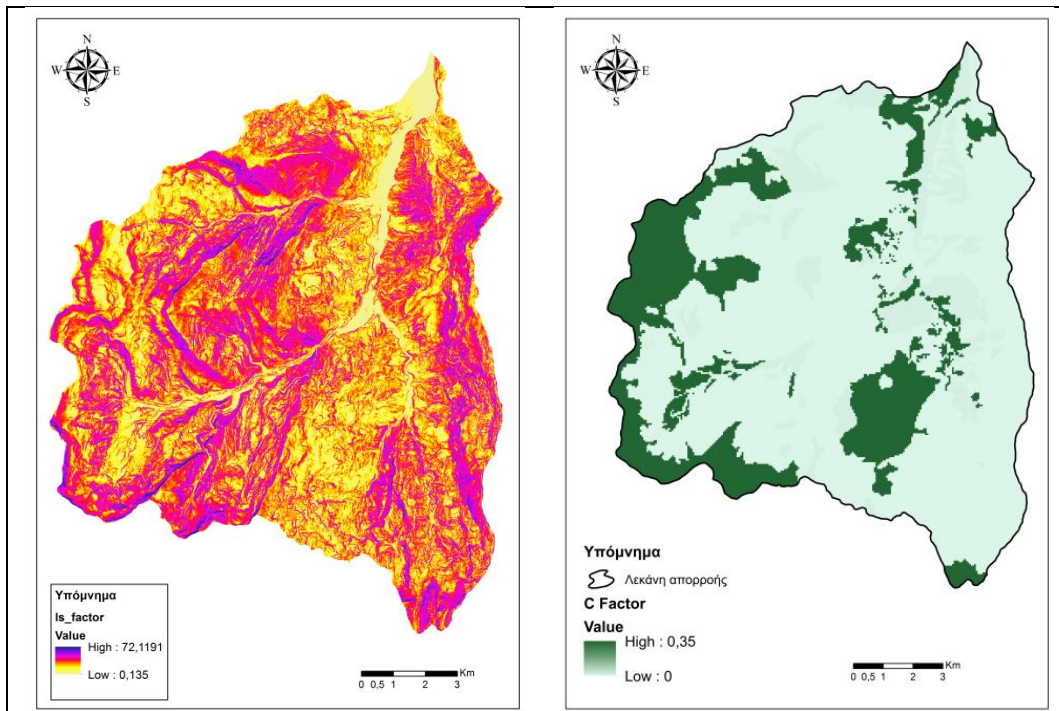 N
W E
S
Υπόμνημα
ls_factor
Value
High : 72,1191
Low : 0,135
Km
0 0,5 1 2 3
N
W E
S
Υπόμνημα
Λεκάνη απορροής
C Factor
Value
High : 0,35
Low : 0
Km
0 0,5 1 2 3